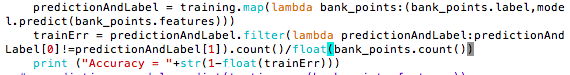 predictionAndLabel = training.map(lambda bank_points:(bank_points.label,mode
l.predict(bank_points.features)))
trainErr = predictionAndLabel.filter(lambda predictionAndLabel:predictionAnd
Label[0]!=predictionAndLabel[1]).count()/float(bank_points.count())
print ("Accuracy = "+str(1-float(trainErr)))